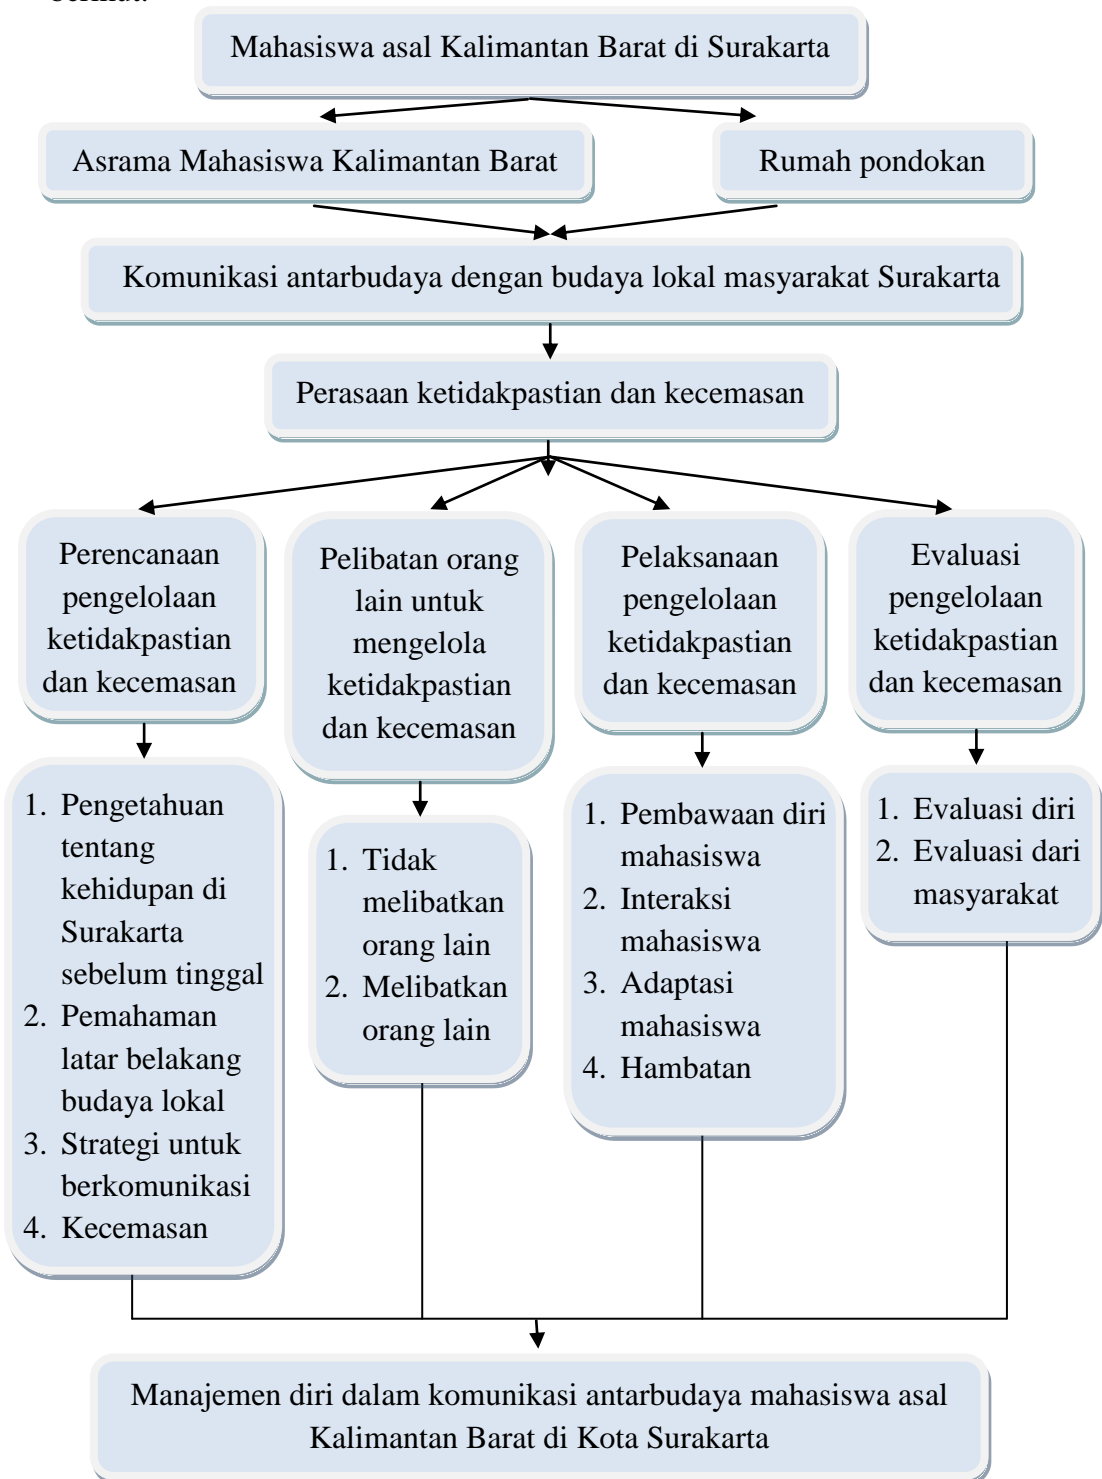 berikut:
Mahasiswa asal Kalimantan Barat di Surakarta
Asrama Mahasiswa Kalimantan Barat
Rumah pondokan
Komunikasi antarbudaya dengan budaya lokal masyarakat Surakarta
Perasaan ketidakpastian dan kecemasan
Perencanaan
pengelolaan
ketidakpastian
dan kecemasan
Pelibatan orang
lain untuk
mengelola
ketidakpastian
dan kecemasan
Pelaksanaan
pengelolaan
ketidakpastian
dan kecemasan
Evaluasi
pengelolaan
ketidakpastian
dan kecemasan
1. Pengetahuan
tentang
kehidupan di
Surakarta
sebelum tinggal
2. Pemahaman
latar belakang
budaya lokal
3. Strategi untuk
berkomunikasi
4. Kecemasan
1. Tidak
melibatkan
orang lain
2. Melibatkan
orang lain
1. Pembawaan diri
mahasiswa
2. Interaksi
mahasiswa
3. Adaptasi
mahasiswa
4. Hambatan
1. Evaluasi diri
2. Evaluasi dari
masyarakat
Manajemen diri dalam komunikasi antarbudaya mahasiswa asal
Kalimantan Barat di Kota Surakarta